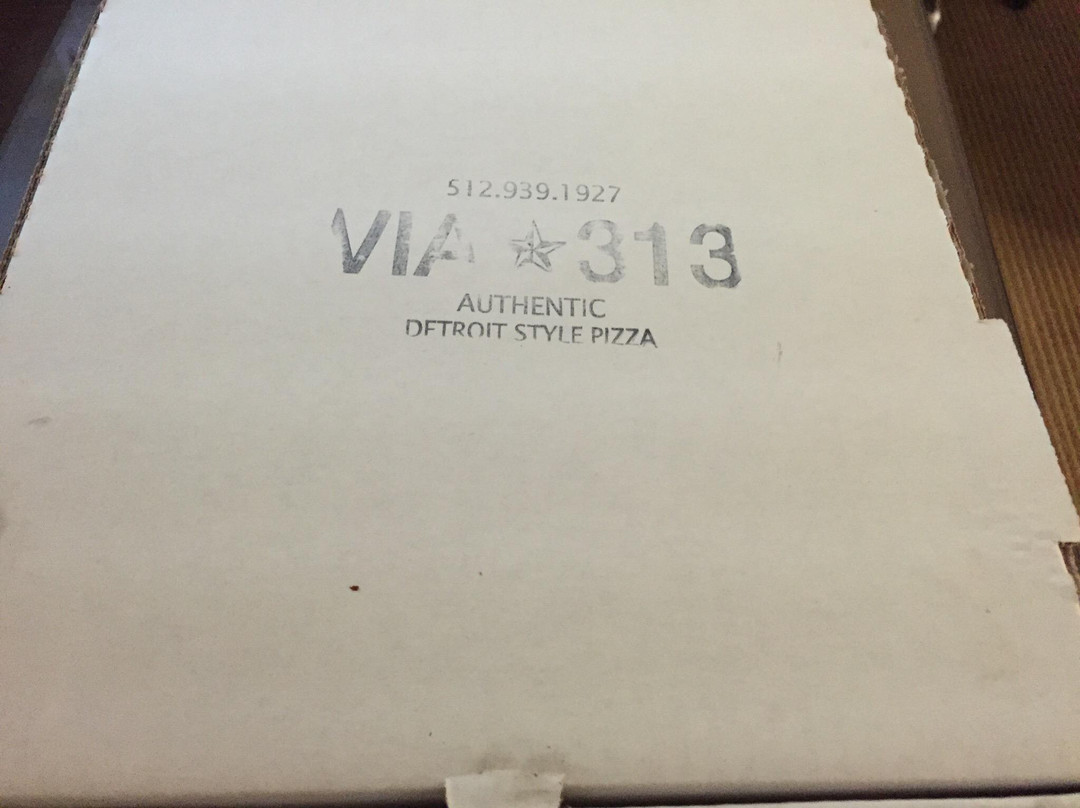 512.939.1927
VIA ☆ 313
AUTHENTIC
DETROIT STYLE PIZZA